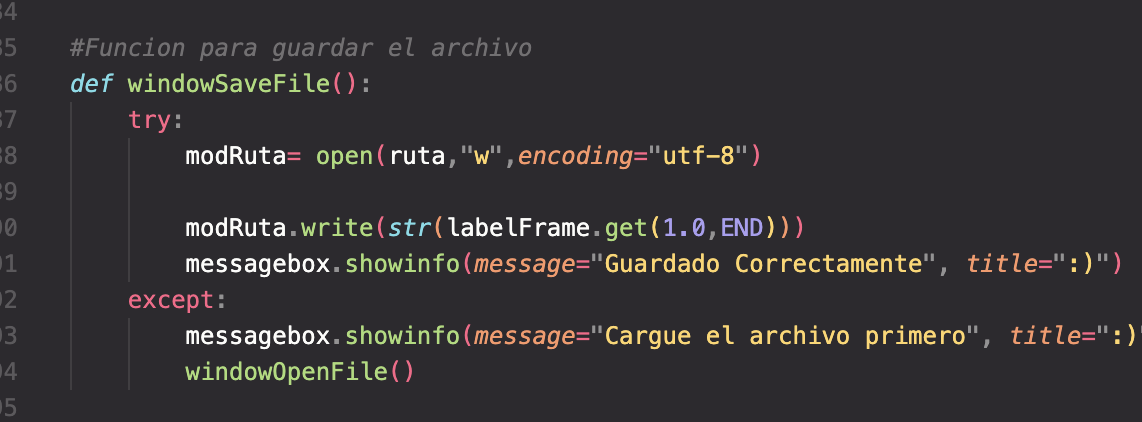 34
35 #Funcion para guardar el archivo
36 def windowSaveFile():
37 try:
38 modRuta= open(ruta,"w",encoding="utf-8")
39
90 modRuta.write(str(labelFrame.get(1.0,END)))
91 messagebox.showinfo(message="Guardado Correctamente", title=":)")
92 except:
93 messagebox.showinfo(message="Cargue el archivo primero", title=":)"
94 windowOpenFile()
95